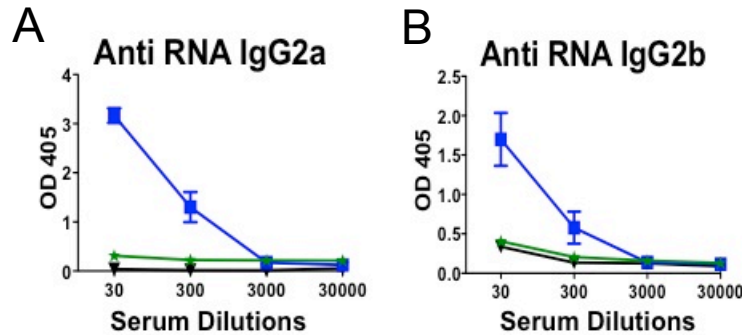 A
Anti RNA IgG2a
OD 405
4
3
2
1
0
30 300 3000 30000
Serum Dilutions
B
Anti RNA IgG2b
OD 405
2.5
2.0
1.5
1.0
0.5
0.0
30 300 3000 30000
Serum Dilutions